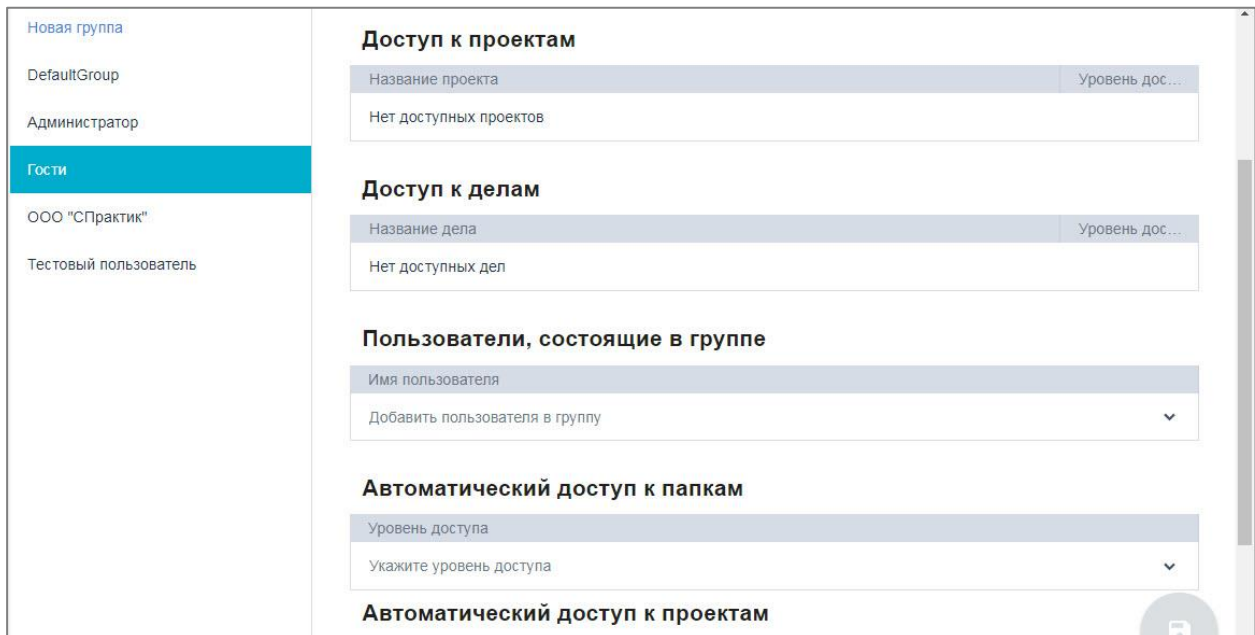 Новая группа
DefaultGroup
Администратор
Гости
ООО "СПрактик"
Тестовый пользователь
Доступ к проектам
Название проекта Уровень дос...
Нет доступных проектов
Доступ к делам
Название дела Уровень дос...
Нет доступных дел
Пользователи, состоящие в группе
Имя пользователя
Добавить пользователя в группу
Автоматический доступ к папкам
Уровень доступа
Укажите уровень доступа
Автоматический доступ к проектам